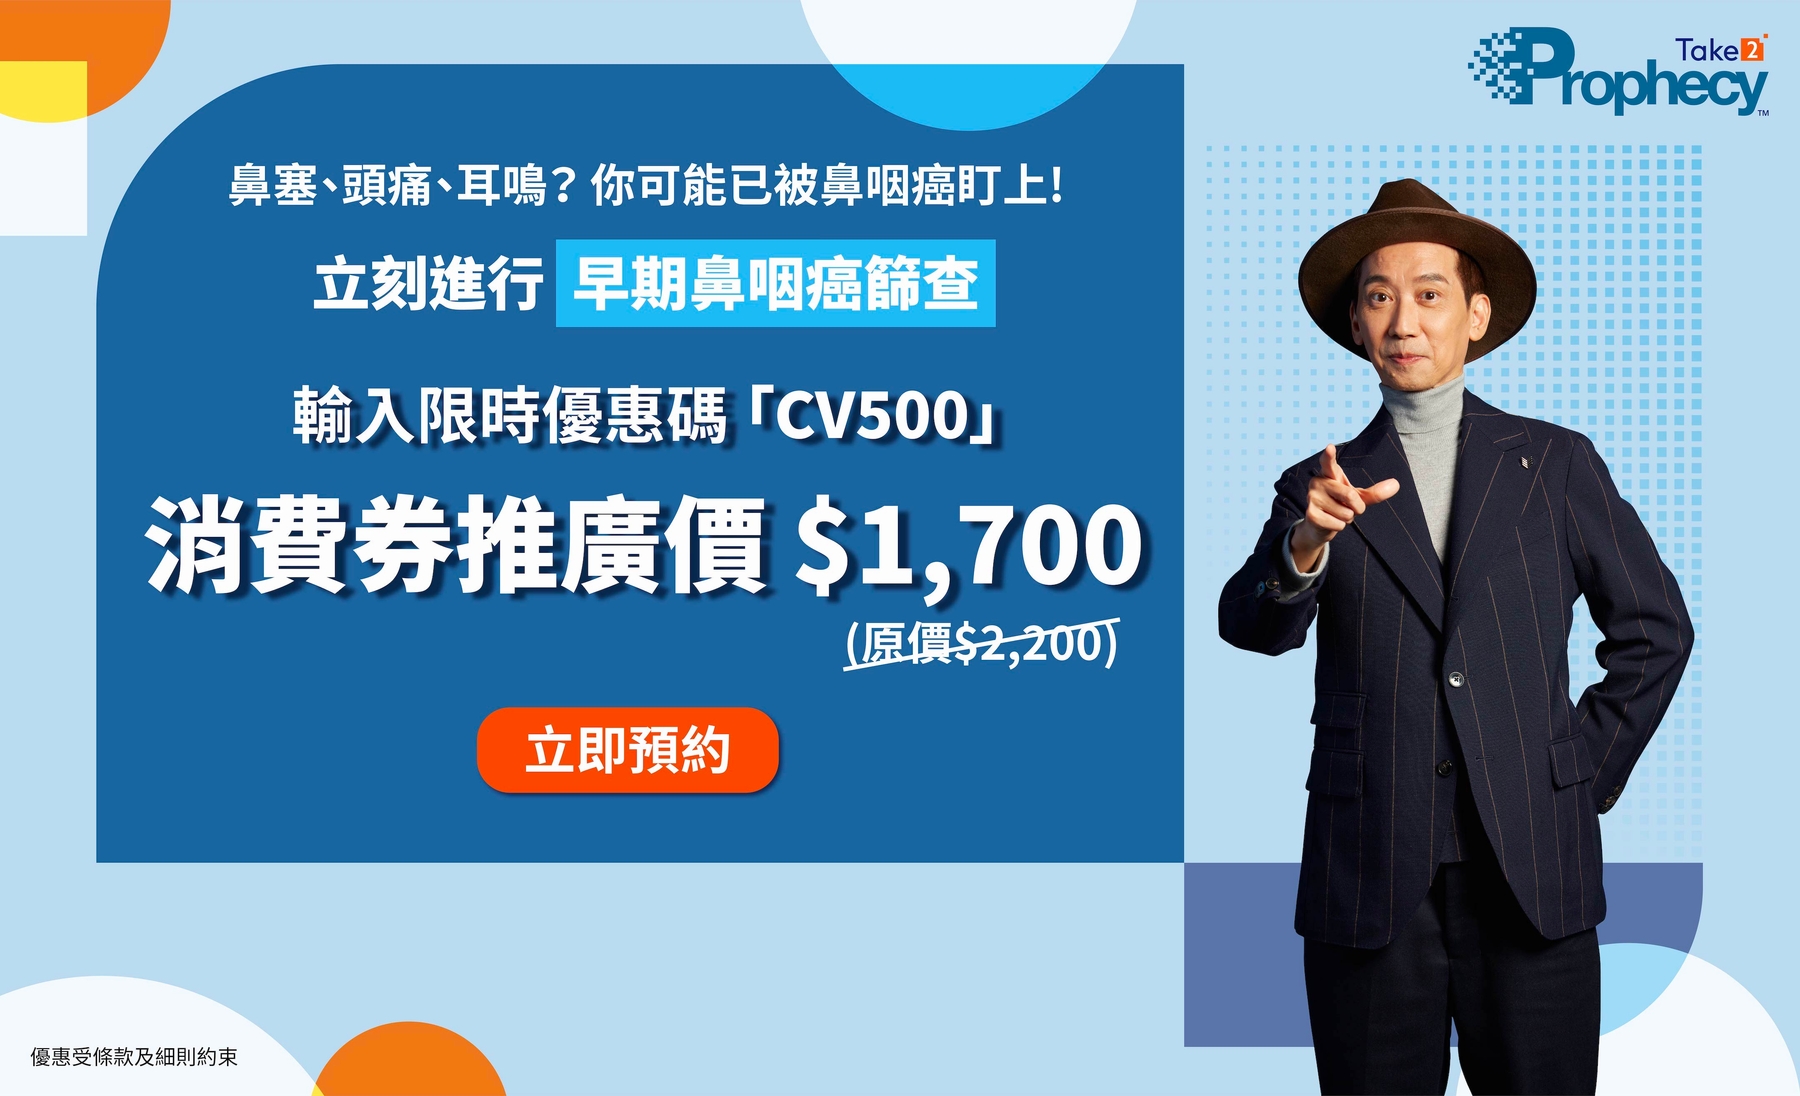 Take2
Prophecy™
鼻塞、頭痛、耳鳴？你可能已被鼻咽癌盯上!
立刻進行 早期鼻咽癌篩查
輸入限時優惠碼「CV500」
消費券推廣價 $1,700
(原價$2,200)
立即預約
優惠受條款及細則約束